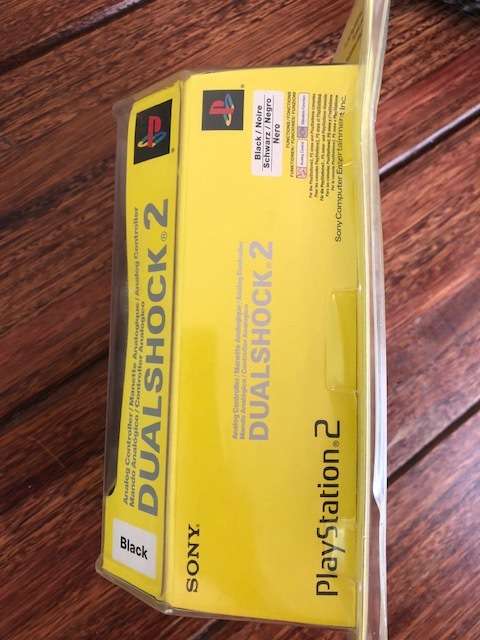 Analog Controller / Manette Analogique / Analog Controller
Mando Analógico / Controller Analogico
DUALSHOCK®2
Black
Black / Noire
Schwarz / Negro
Nero
Analog Controller / Manette Analogique / Analog Controller
Mando Analógico / Controller Analogico
DUALSHOCK®2
SONY®
PlayStation®2
Sony Computer Entertainment Inc.